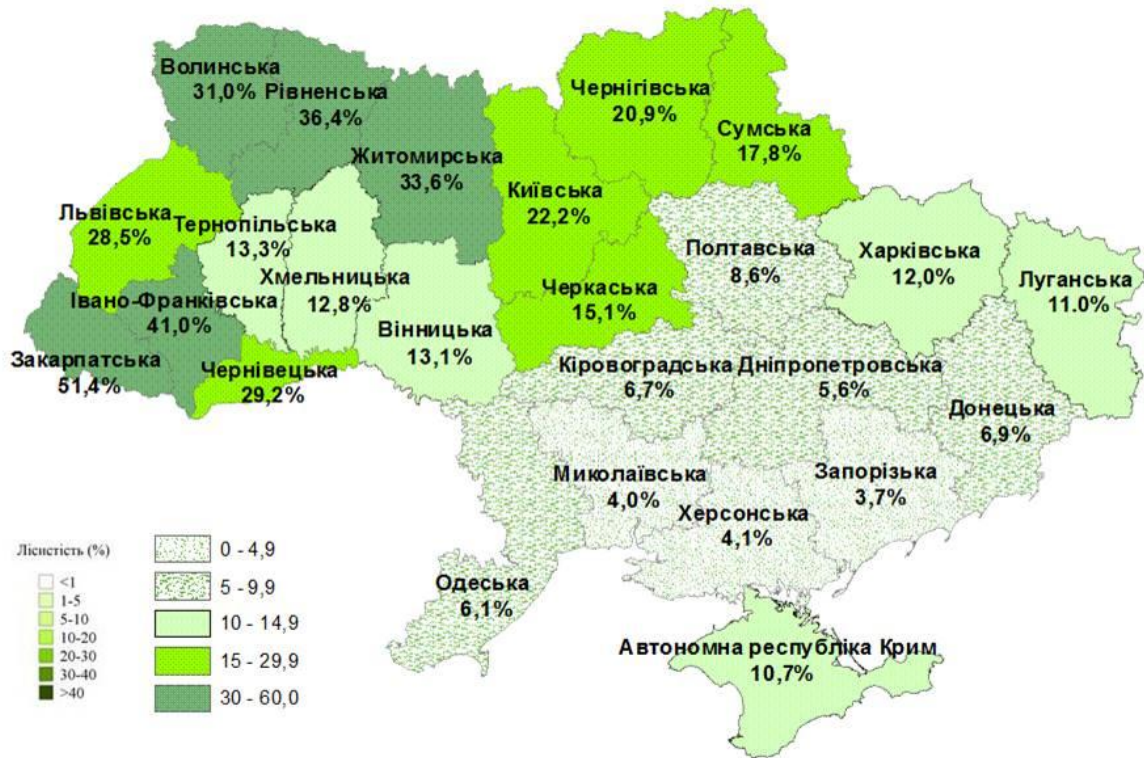 Волинська
31,0%
Рівненська
36,4%
Житомирська
33,6%
Чернігівська
20,9%
Сумська
17,8%
Київська
22,2%
Львівська
28,5%
Тернопільська
13,3%
Хмельницька
12,8%
Полтавська
8,6%
Харківська
12,0%
Луганська
11.0%
Івано-Франківська
41,0%
Черкаська
15,1%
Вінницька
13,1%
Закарпатська
51,4%
Чернівецька
29,2%
Кіровоградська
6,7%
Дніпропетровська
5,6%
Донецька
6,9%
Миколаївська
4,0%
Запорізька
3,7%
Херсонська
4,1%
Одеська
6,1%
Автономна республіка Крим
10,7%
Лісистість (%)
<1
1-5
5-10
10-20
20-30
30-40
>40
0 - 4,9
5 - 9,9
10 - 14,9
15 - 29,9
30 - 60,0